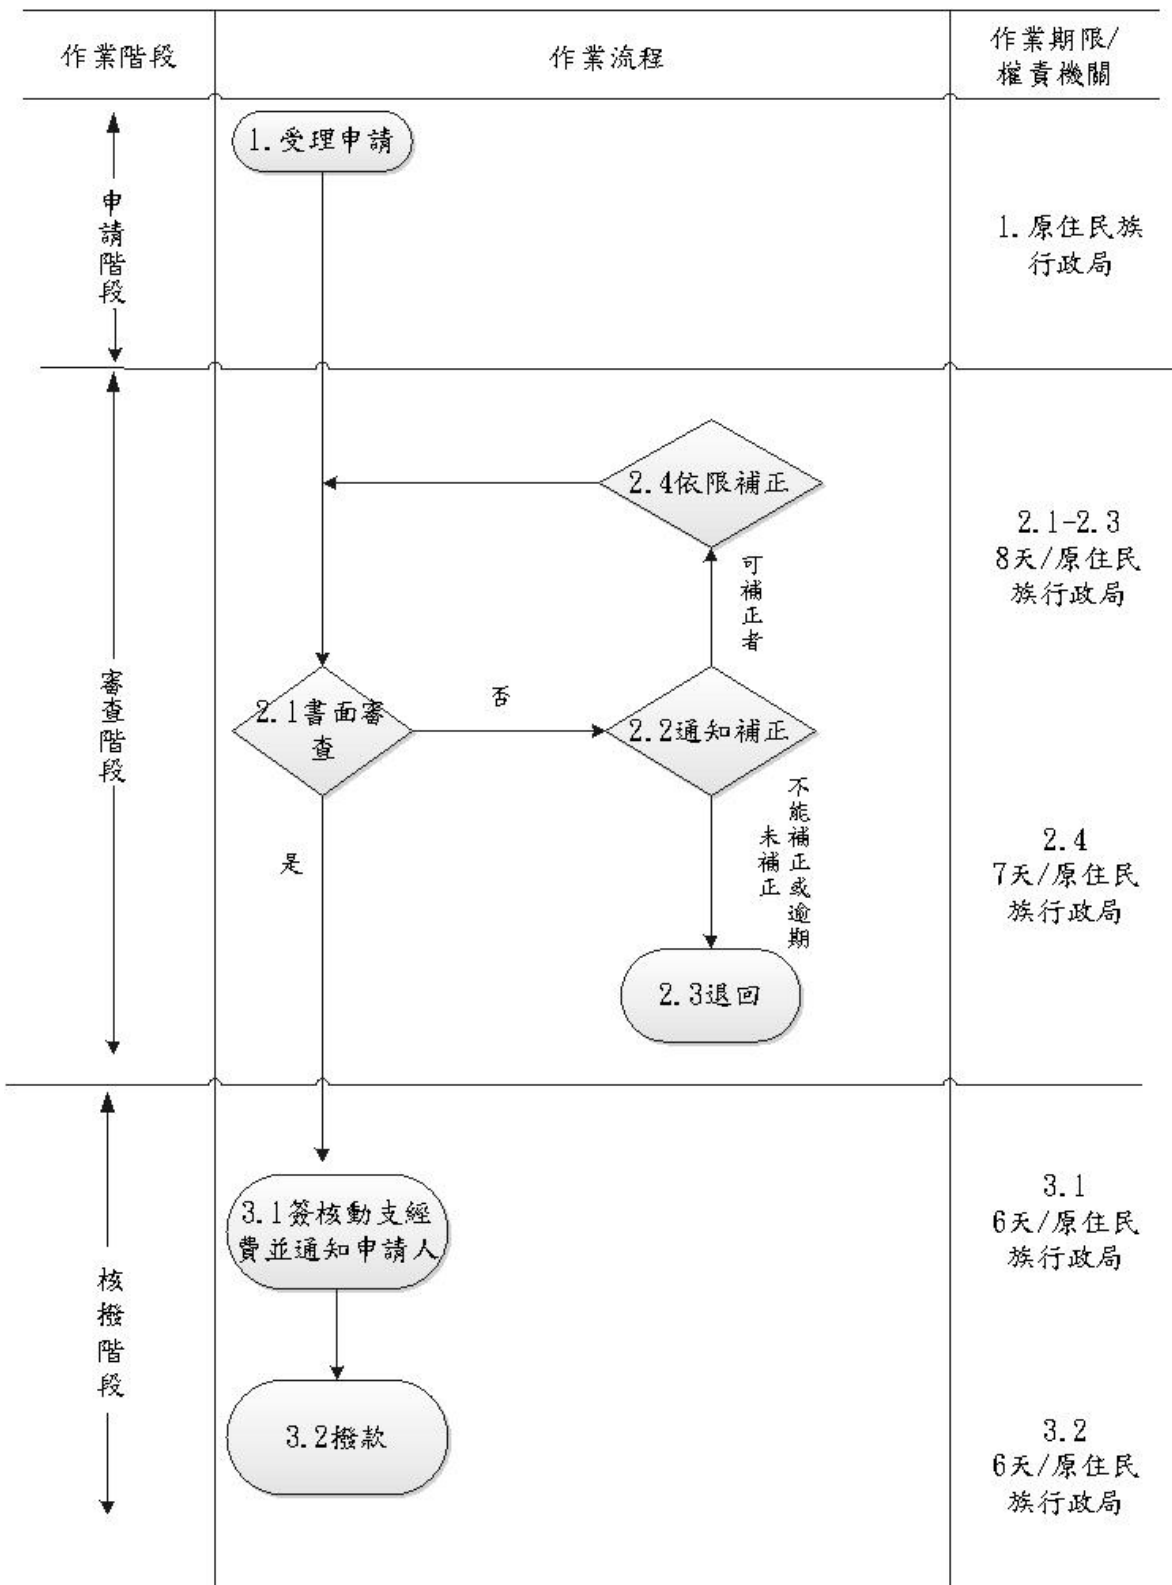 作業階段
作業流程
作業期限/
權責機關
申請階段
1.受理申請
1.原住民族
行政局
審查階段
2.4依限補正
可補正者
2.1書面審
查
否
2.2通知補正
是
不能補正或逾期
未補正
2.3退回
2.1-2.3
8天/原住民
族行政局
2.4
7天/原住民
族行政局
核撥階段
3.1簽核動支經
費並通知申請人
3.2撥款
3.1
6天/原住民
族行政局
3.2
6天/原住民
族行政局